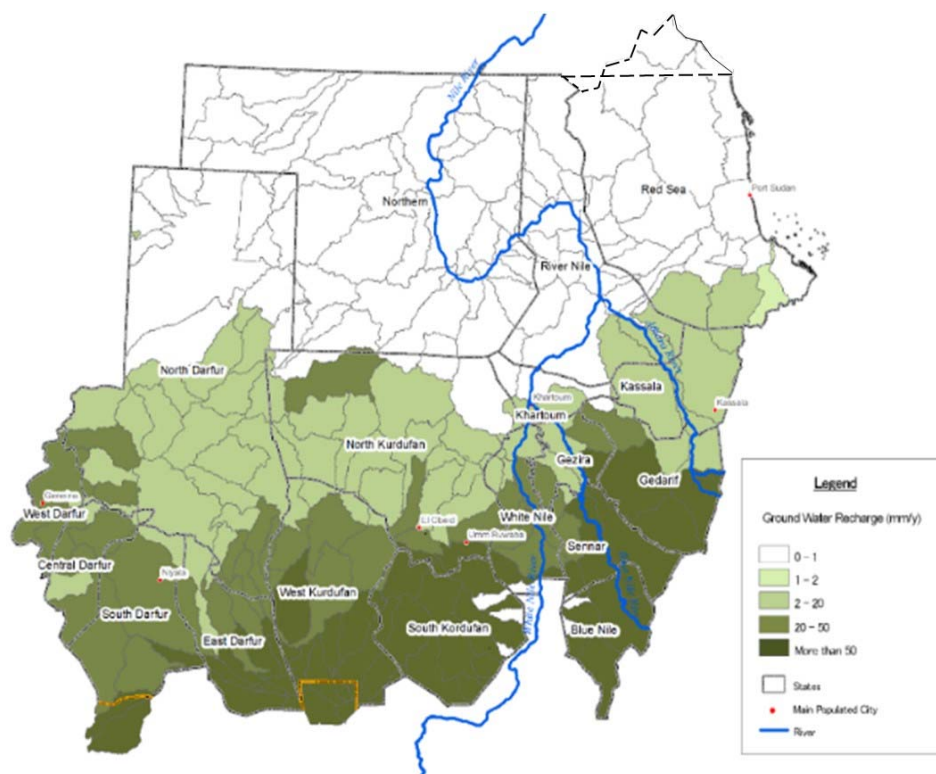 Nile River
Red Sea
Port Sudan
Northern
River Nile
Atbara River
North Darfur
Kassala
Kassala
Khartoum
Khartoum
North Kurdufan
Gezira
Gedarif
Geneina
West Darfur
El Obeid
White Nile
Umm Ruwaba
Sennar
Central Darfur
Nyala
West Kurdufan
South Darfur
South Kordufan
Blue Nile
East Darfur
White Nile River
Legend
Ground Water Recharge (mm/y)
0 - 1
1 - 2
2 - 20
20 - 50
More than 50
States
Main Populated City
River